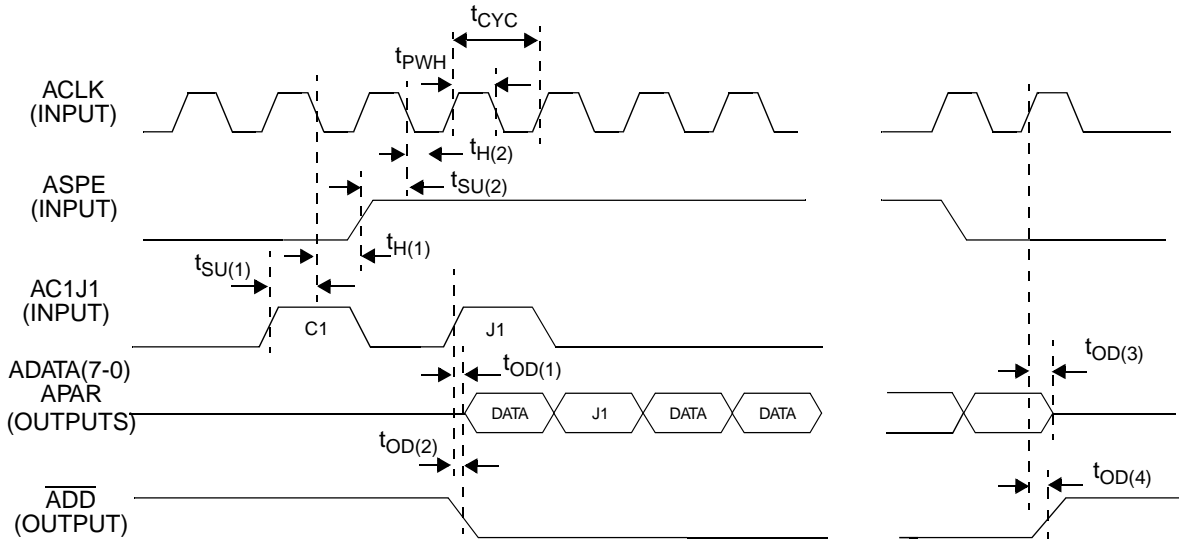 tCYC
tPWH
ACLK
(INPUT)
tH(2)
ASPE
(INPUT)
tSU(2)
tH(1)
tSU(1)
AC1J1
(INPUT)
C1
J1
ADATA(7-0)
APAR
(OUTPUTS)
tOD(1)
tOD(3)
DATA
J1
DATA
DATA
tOD(2)
tOD(4)
ADD
(OUTPUT)